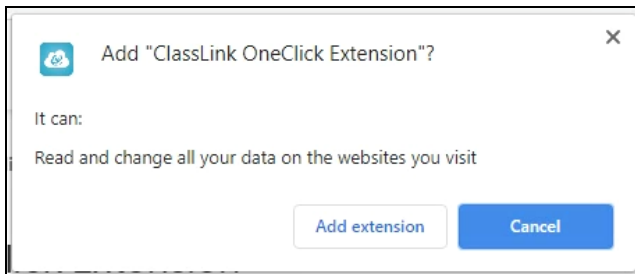 Add "ClassLink OneClick Extension"?
It can:
Read and change all your data on the websites you visit
Add extension
Cancel